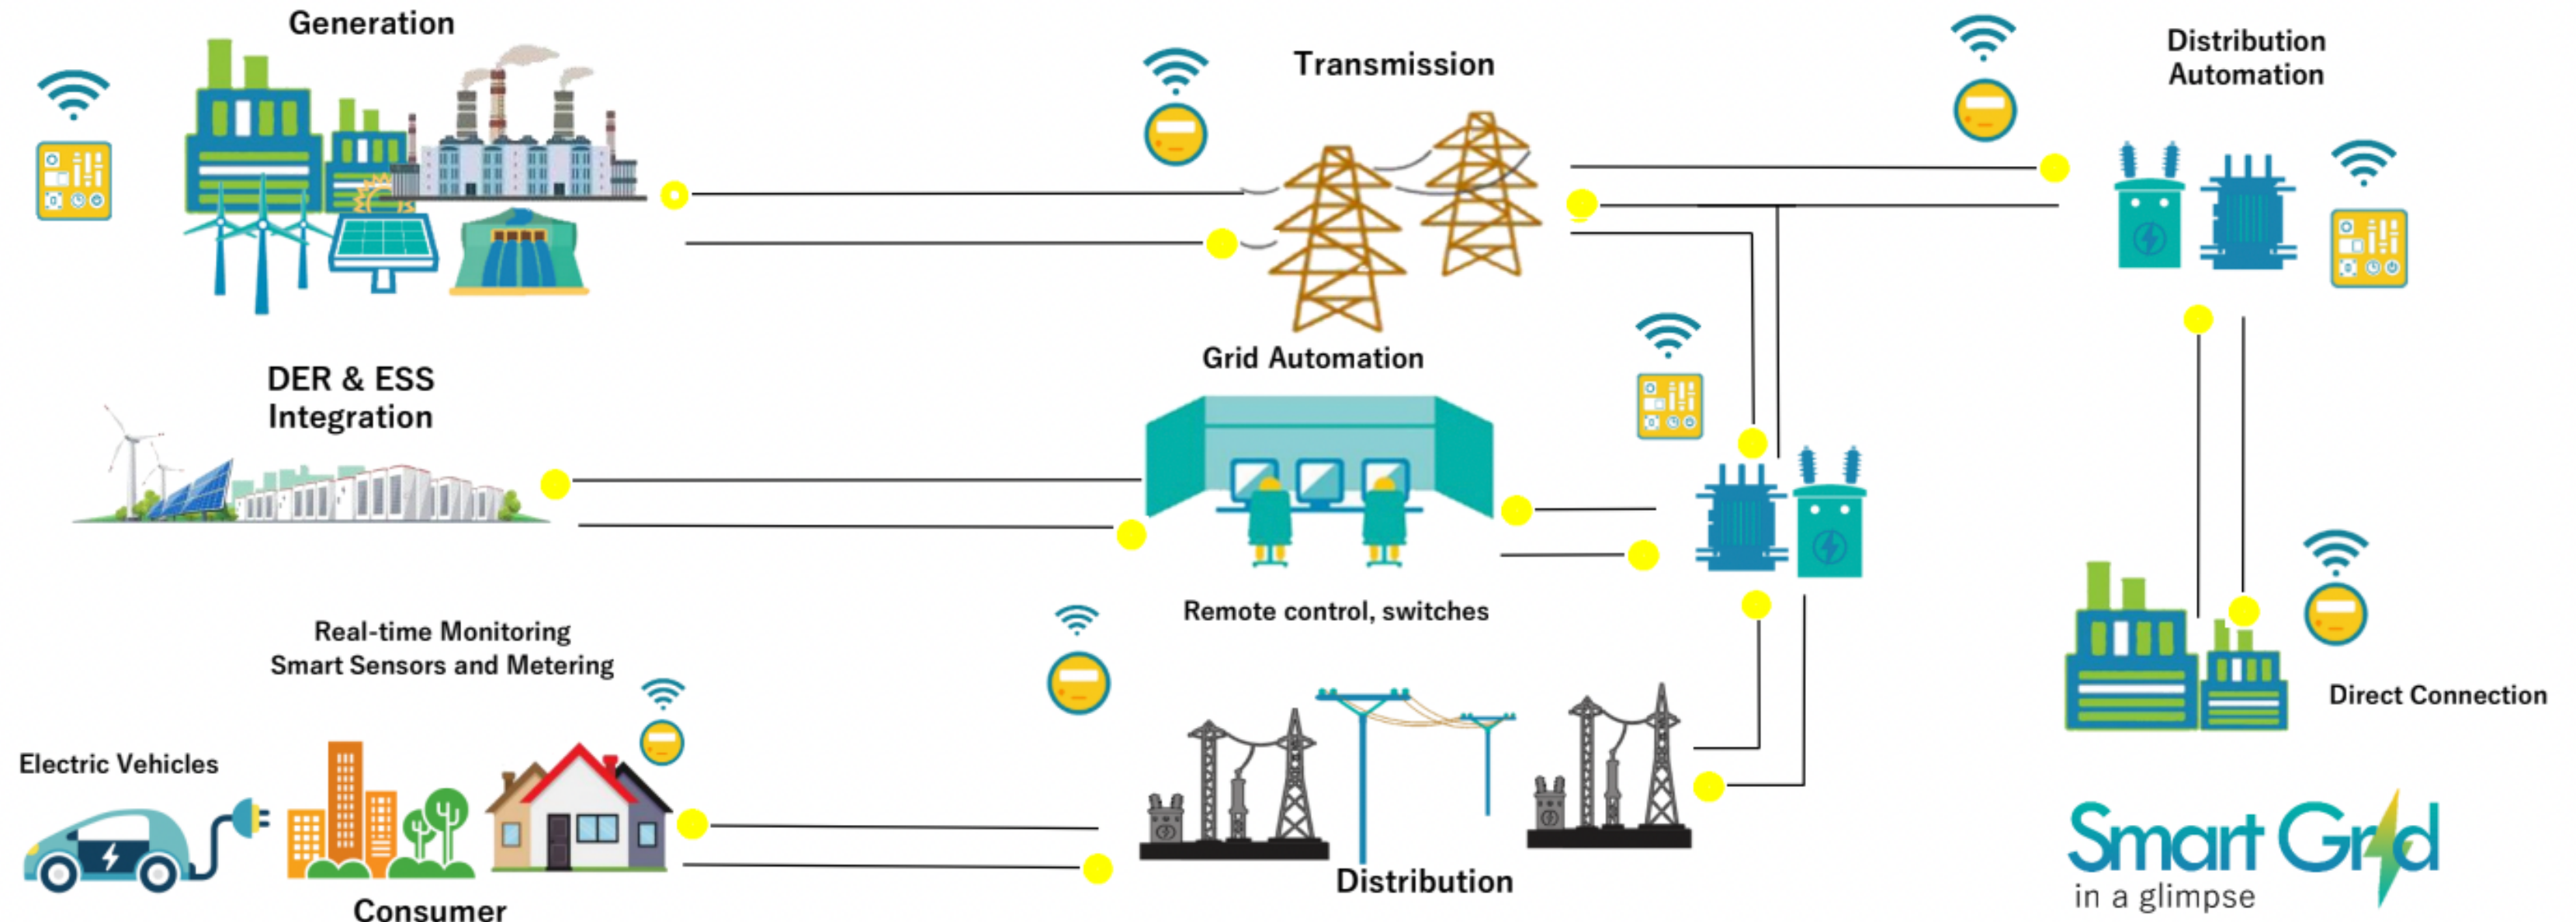 Generation
Transmission
Distribution
Automation
DER & ESS
Integration
Grid Automation
Remote control, switches
Real-time Monitoring
Smart Sensors and Metering
Electric Vehicles
Consumer
Distribution
Direct Connection
Smart Grid
in a glimpse